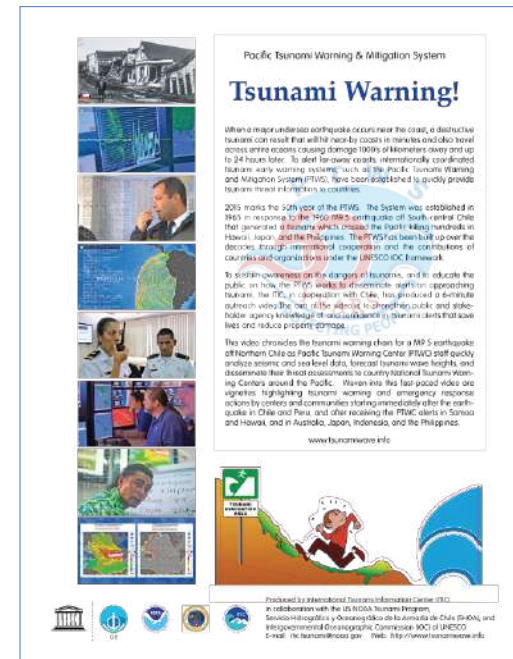 Pacific Tsunami Warning & Mitigation System
Tsunami Warning!
When a major undersea earthquake occurs near the coast, a destructive
tsunami can result that will hit near-by coasts in minutes and also travel
across entire oceans causing damage 1000's of kilometers away and up
to 24 hours later. To alert far-away coasts, internationally coordinated
tsunami early warning systems, such as the Pacific Tsunami Warning
and Mitigation System (PTWS), have been established to quickly provide
tsunami threat information to countries.
2015 marks the 50th year of the PTWS. The System was established in
1965 in response to the 1960 M9.5 earthquake off South-central Chile
that generated a tsunami which crossed the Pacific killing hundreds in
Hawaii, Japan, and the Philippines. The PTWS has been built up over the
decades through international cooperation and the contributions of
countries and organizations under the UNESCO IOC framework.
To sustain awareness on the dangers of tsunamis, and to educate the
public on how the PTWS works to disseminate alerts on approaching
tsunami, the ITIC, in cooperation with Chile, has produced a 6-minute
outreach video. The aim of the video is to strengthen public and stake-
holder agency knowledge of and confidence in tsunami alerts that save
lives and reduce property damage.
This video chronicles the tsunami warning chain for a M9.5 earthquake
off Northern Chile as Pacific Tsunami Warning Center (PTWC) staff quickly
analyze seismic and sea level data, forecast tsunami wave heights, and
disseminate their threat assessments to country National Tsunami Warn-
ing Centers around the Pacific. Woven into this fast-paced video are
vignettes highlighting tsunami warning and emergency response
actions by centers and communities starting immediately after the earth-
quake in Chile and Peru, and after receiving the PTWC alerts in Samoa
and Hawaii, and in Australia, Japan, Indonesia, and the Philippines.
www.tsunamiwave.info
TSUNAMI
EVACUATION
AREA
Produced by International Tsunami Information Center (ITIC)
in collaboration with the US NOAA Tsunami Program,
Servicio Hidrográfico y Oceanográfico de la Armada de Chile (SHOA), and
Intergovernmental Oceanographic Commission (IOC) of UNESCO
E-mail: itic.tsunami@noaa.gov Web: http://www.tsunamiwave.info